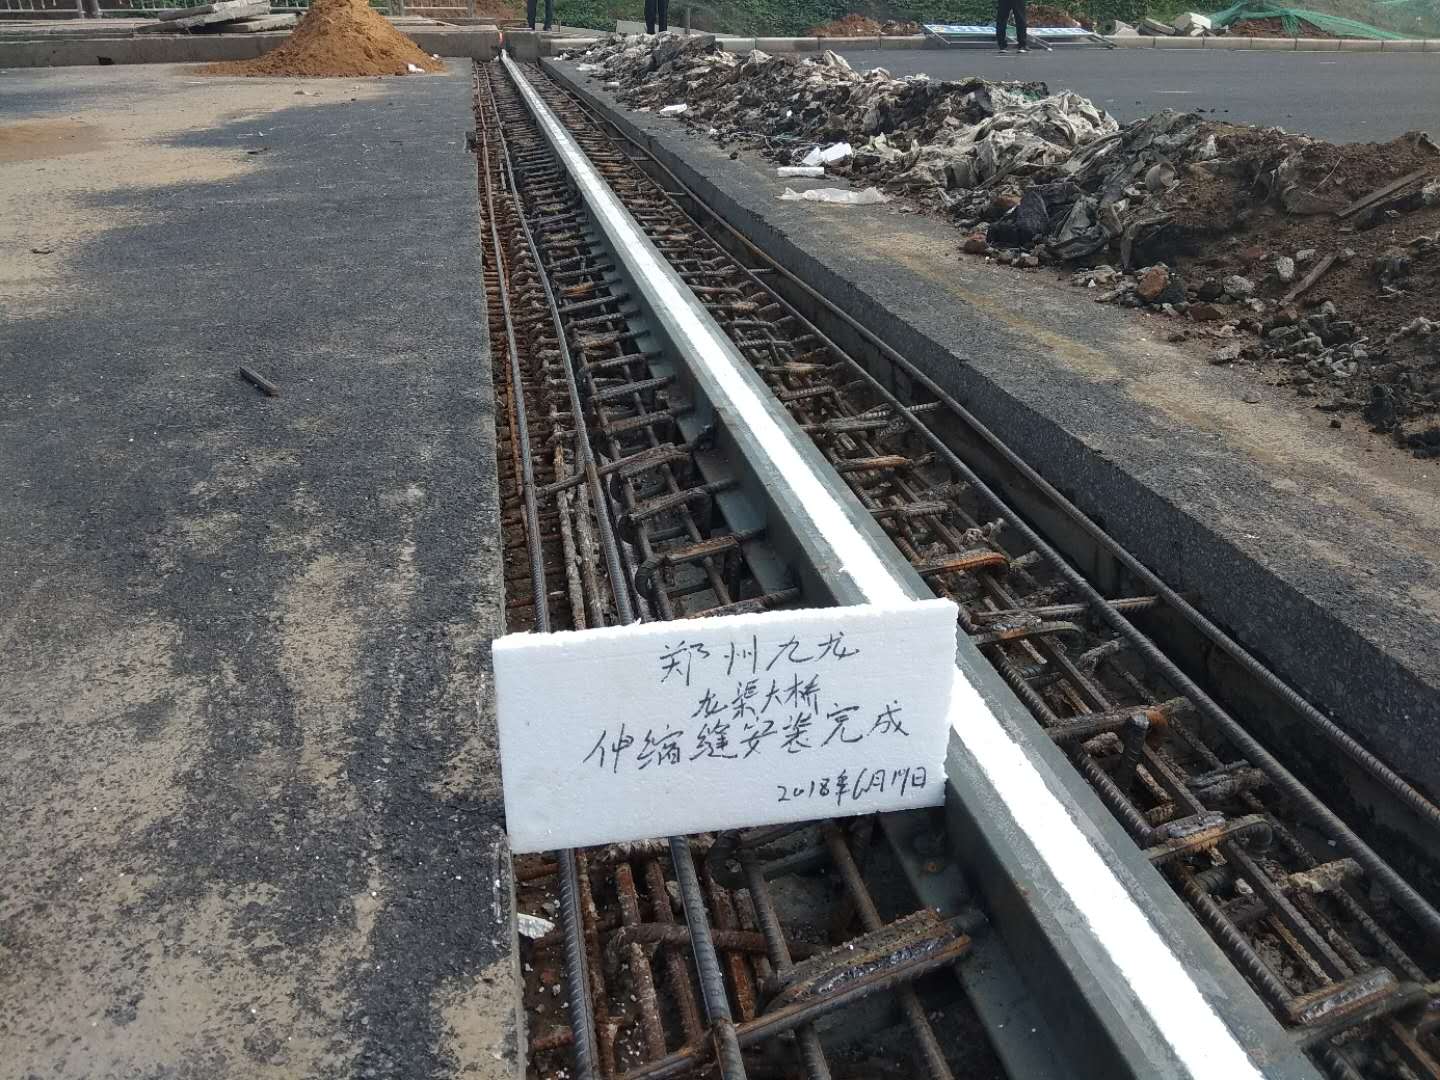 郑州九龙
龙渠大桥
伸缩缝安装完成
2018年6月17日